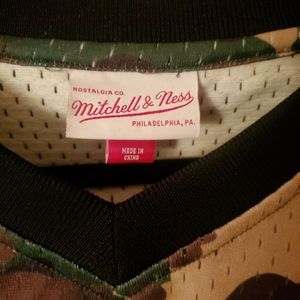 NOSTALGIA CO.
Mitchell & Ness
PHILADELPHIA, PA.
MADE IN
CHINA